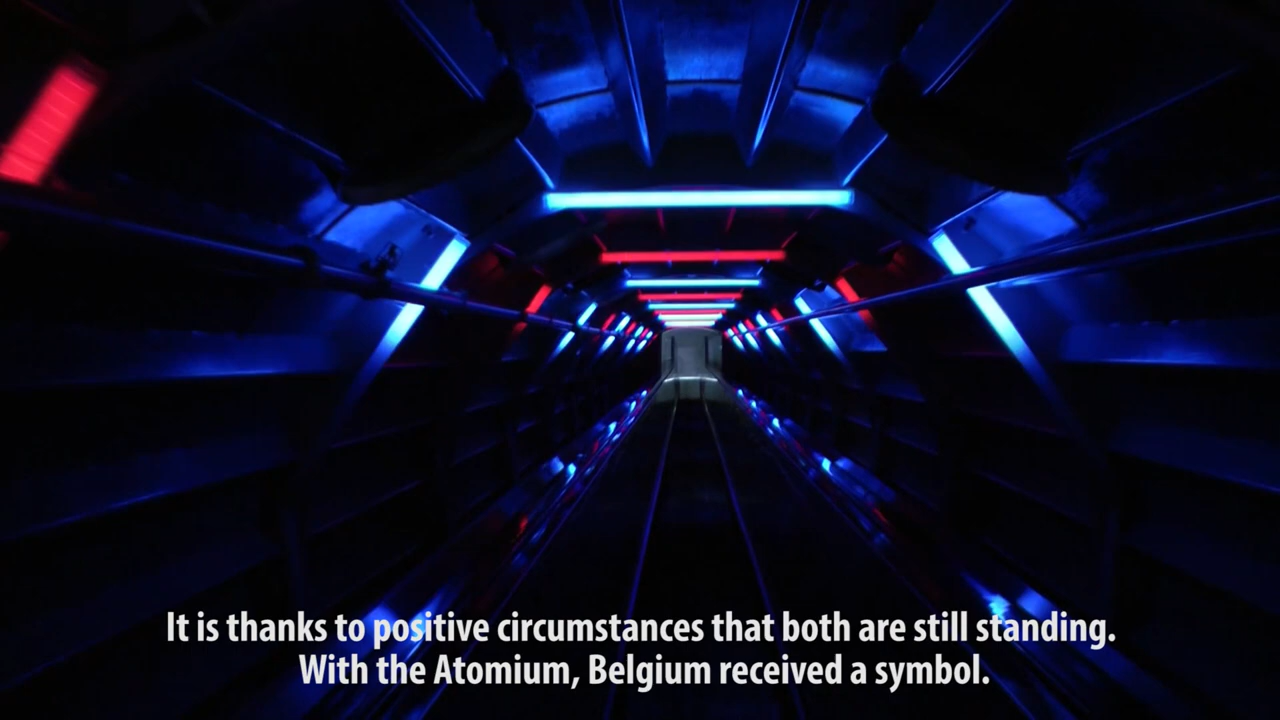 It is thanks to positive circumstances that both are still standing.
With the Atomium, Belgium received a symbol.